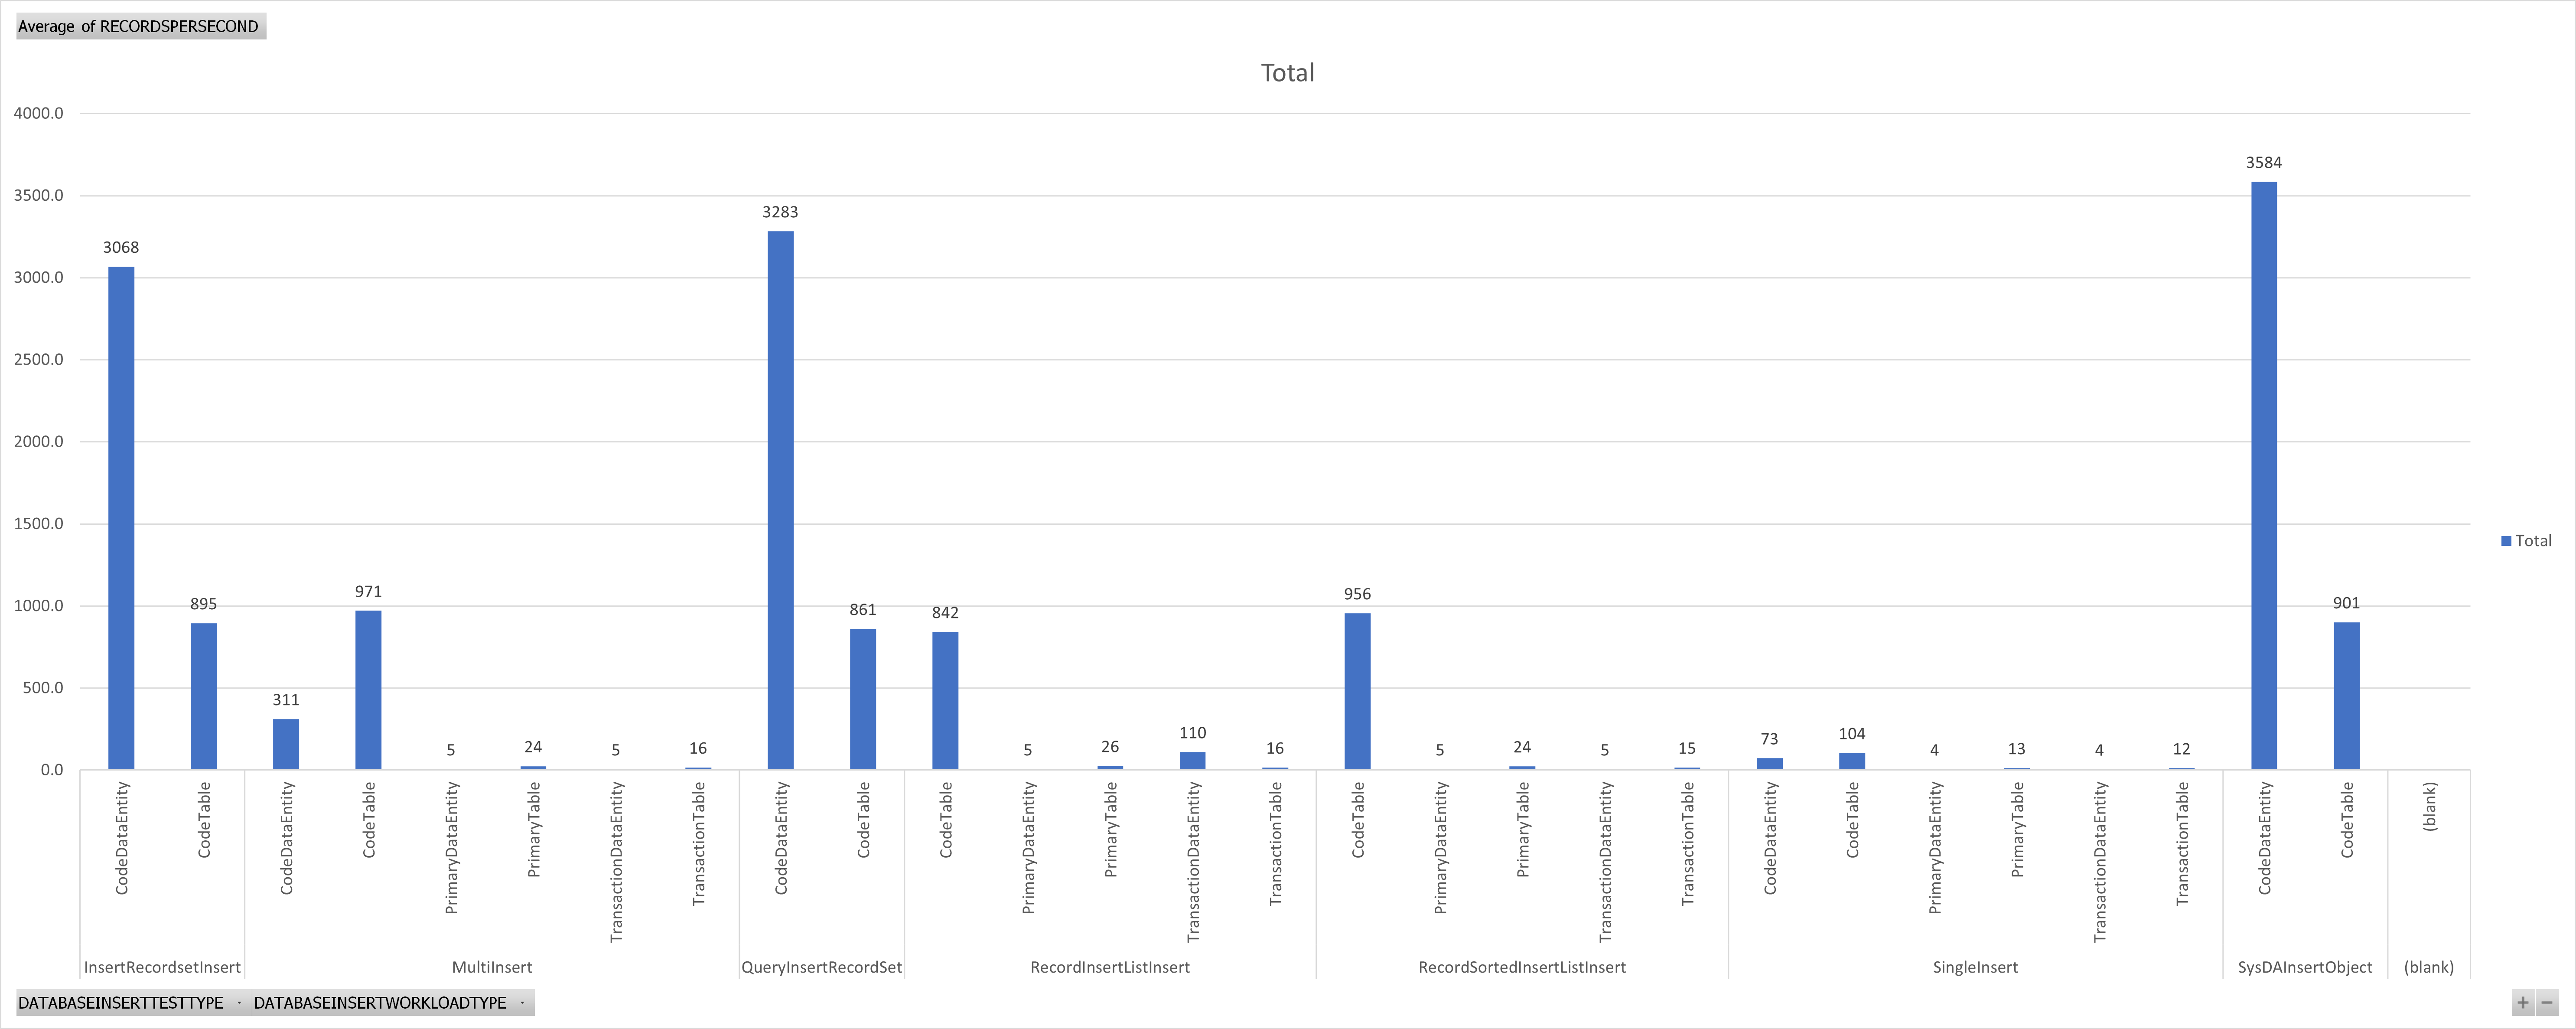 Average of RECORDSPERSECOND
Total
4000.0
3500.0
3000.0
2500.0
2000.0
1500.0
1000.0
500.0
0.0
3068
895
311
971
5
24
5
16
3283
861
842
5
26
110
16
956
5
24
5
15
73
104
4
13
4
12
3584
901
Total
CodeDataEntity
CodeTable
CodeDataEntity
CodeTable
PrimaryDataEntity
PrimaryTable
TransactionDataEntity
TransactionTable
CodeDataEntity
CodeTable
CodeTable
PrimaryDataEntity
PrimaryTable
TransactionDataEntity
TransactionTable
CodeTable
PrimaryDataEntity
PrimaryTable
TransactionDataEntity
TransactionTable
CodeDataEntity
CodeTable
PrimaryDataEntity
PrimaryTable
TransactionDataEntity
TransactionTable
CodeDataEntity
CodeTable
(blank)
InsertRecordsetInsert
MultiInsert
QueryInsertRecordSet
RecordInsertListInsert
RecordSortedInsertListInsert
SingleInsert
SysDAInsertObject
(blank)
DATABASEINSERTTESTTYPE
DATABASEINSERTWORKLOADTYPE
+ −